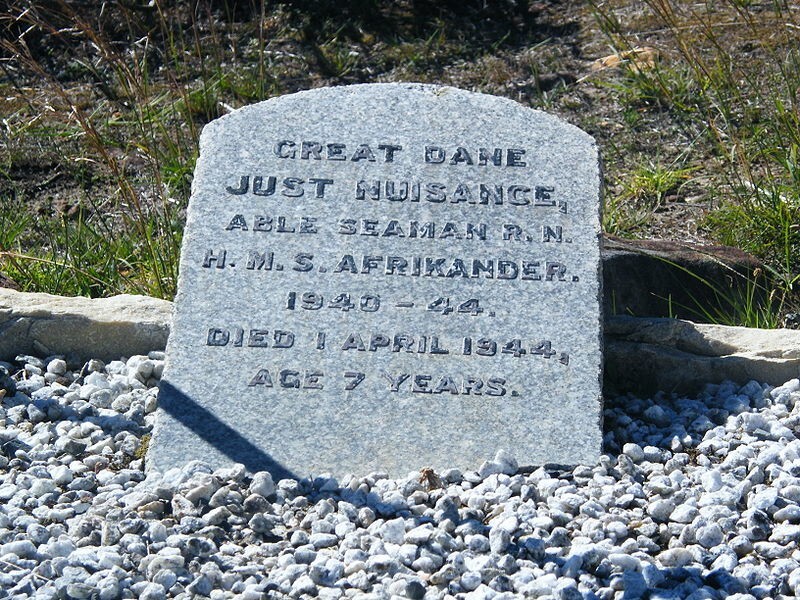 GREAT DANE
JUST NUISANCE,
ABLE SEAMAN R.N.
H.M.S. AFRIKANDER.
1940 - 44.
DIED 1 APRIL 1944,
AGE 7 YEARS.